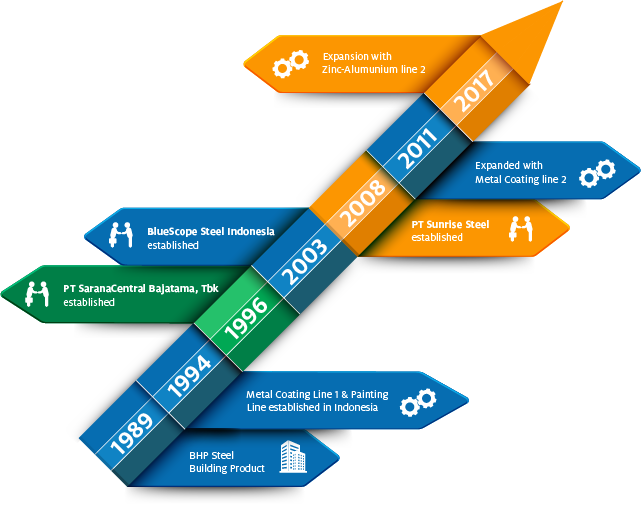 Expansion with
Zinc-Alumunium line 2
2017
2011
Expanded with
Metal Coating line 2
2008
PT Sunrise Steel
established
BlueScope Steel Indonesia
established
2003
PT SaranaCentral Bajatama, Tbk
established
1996
1994
Metal Coating Line 1 & Painting
Line established in Indonesia
1989
BHP Steel
Building Product